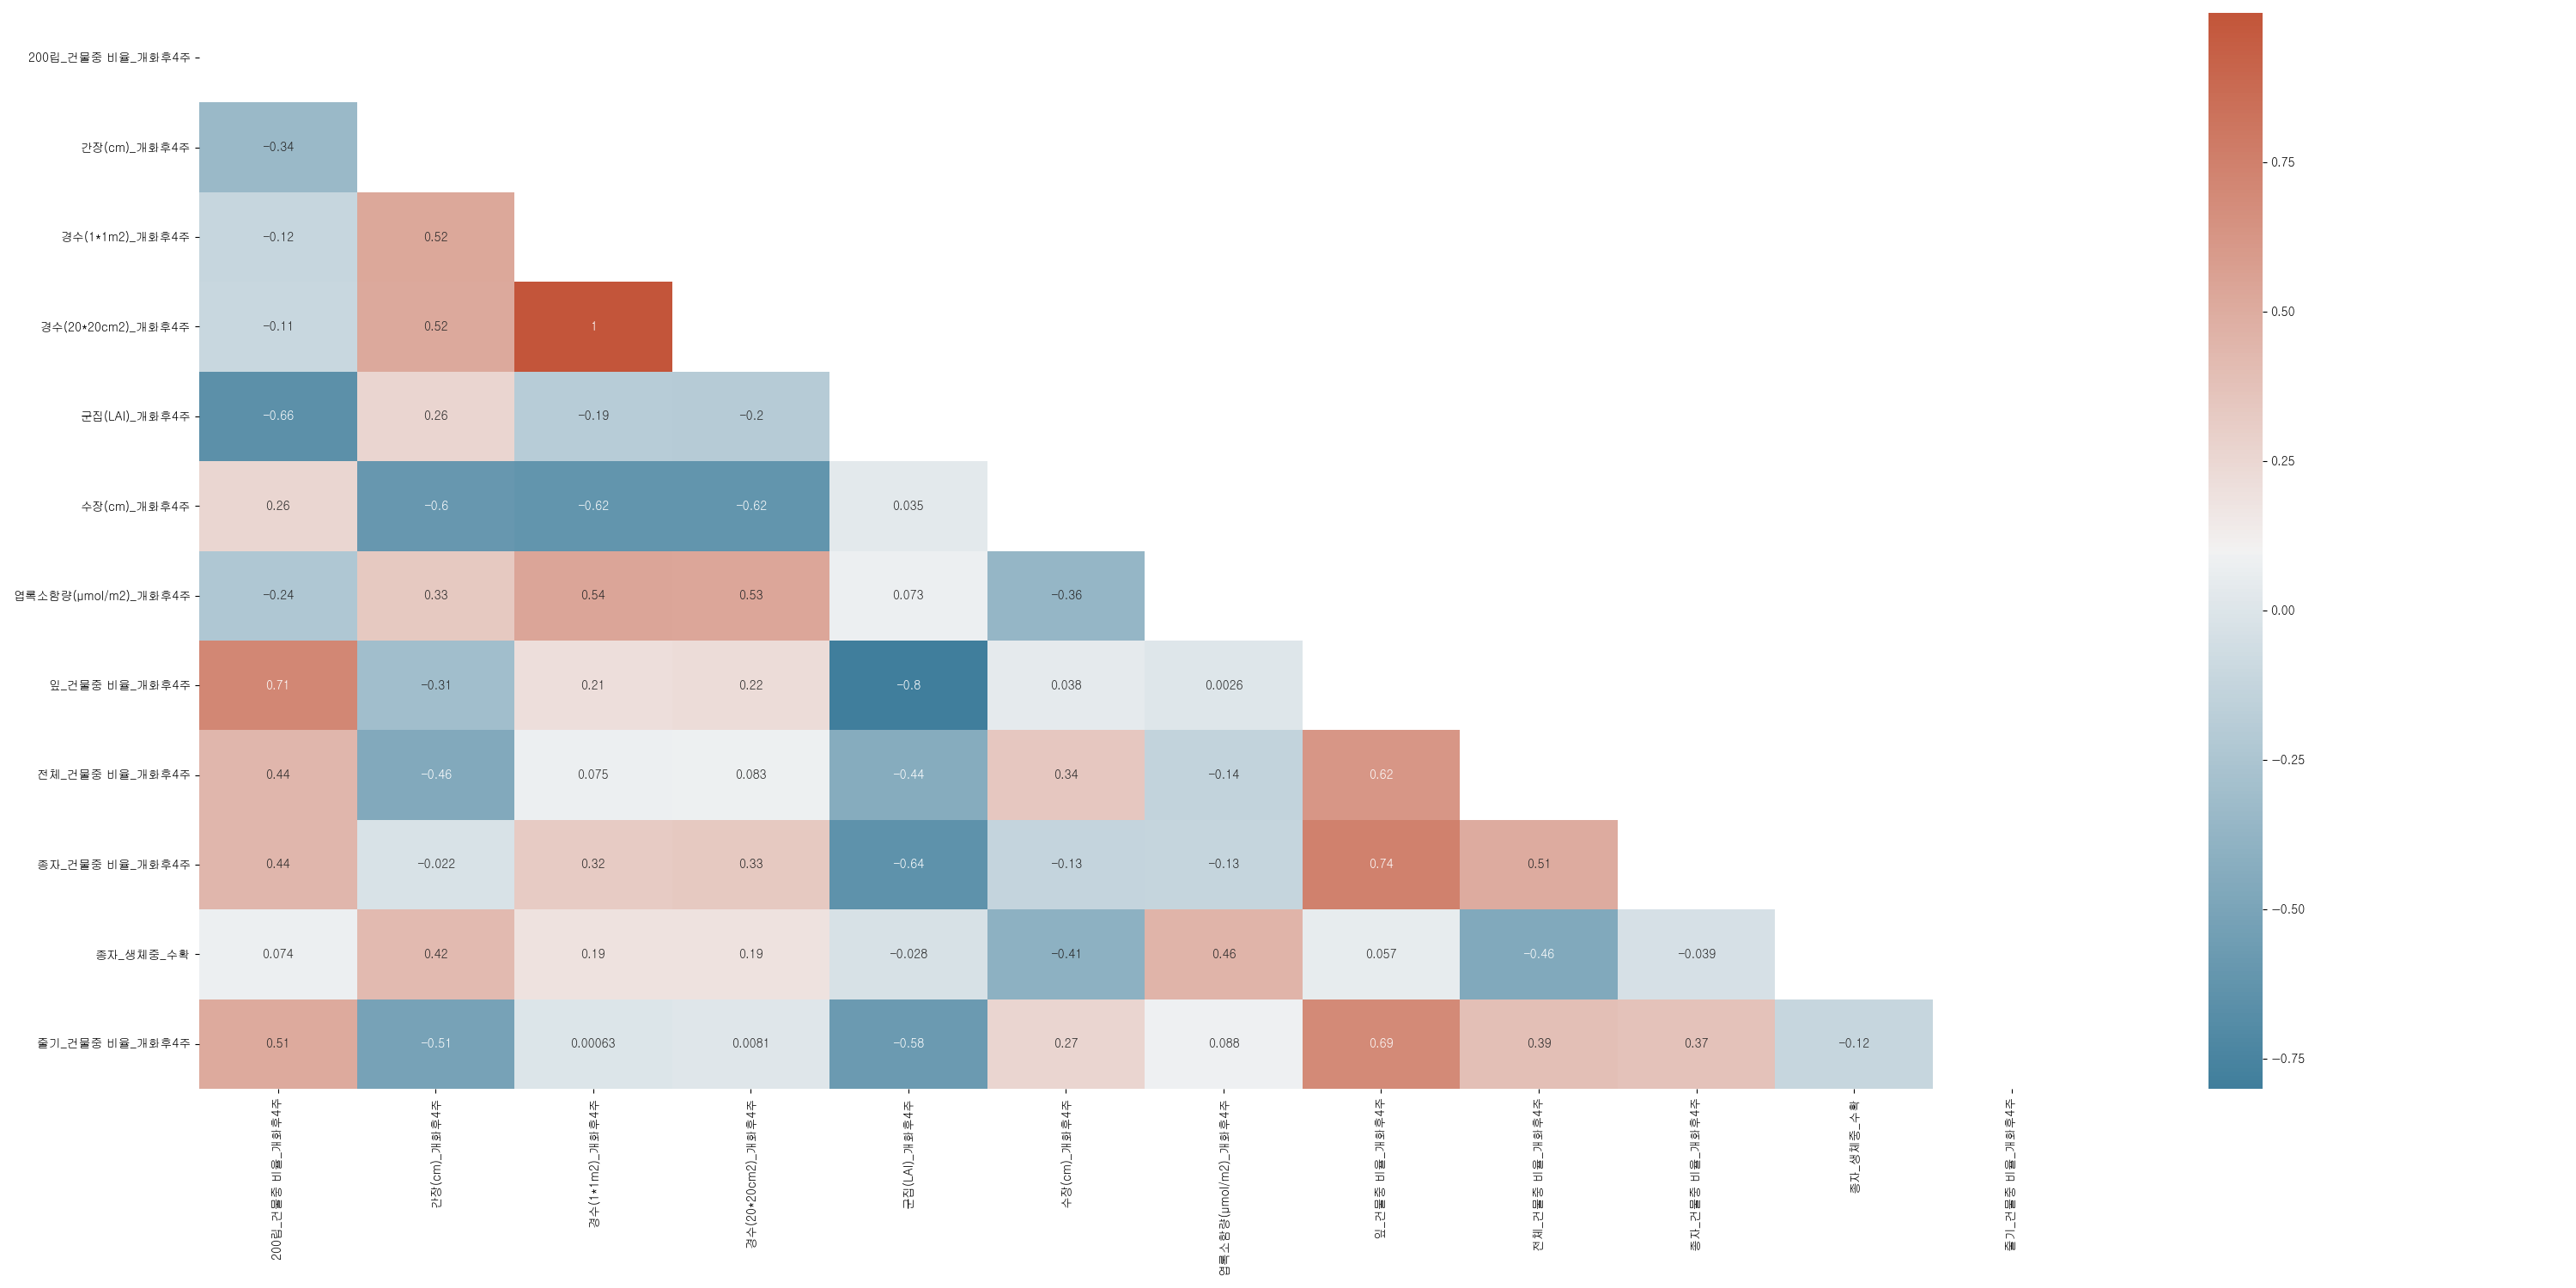 200립_건물중 비율_개화후4주
간장(cm)_개화후4주 -0.34
경수(1*1m2)_개화후4주 -0.12 0.52
경수(20*20cm2)_개화후4주 -0.11 0.52 1
군집(LAI)_개화후4주 -0.66 0.26 -0.19 -0.2
수장(cm)_개화후4주 0.26 -0.6 -0.62 -0.62 0.035
엽록소함량(μmol/m2)_개화후4주 -0.24 0.33 0.54 0.53 0.073 -0.36
잎_건물중 비율_개화후4주 0.71 -0.31 0.21 0.22 -0.8 0.038 0.0026
전체_건물중 비율_개화후4주 0.44 -0.46 0.075 0.083 -0.44 0.34 -0.14 0.62
종자_건물중 비율_개화후4주 0.44 -0.022 0.32 0.33 -0.64 -0.13 -0.13 0.74 0.51
종자_생체중_수확 0.074 0.42 0.19 0.19 -0.028 -0.41 0.46 0.057 -0.46 -0.039
줄기_건물중 비율_개화후4주 0.51 -0.51 0.00063 0.0081 -0.58 0.27 0.088 0.69 0.39 0.37 -0.12
200립_건물중 비율_개화후4주
간장(cm)_개화후4주
경수(1*1m2)_개화후4주
경수(20*20cm2)_개화후4주
군집(LAI)_개화후4주
수장(cm)_개화후4주
엽록소함량(μmol/m2)_개화후4주
잎_건물중 비율_개화후4주
전체_건물중 비율_개화후4주
종자_건물중 비율_개화후4주
종자_생체중_수확
줄기_건물중 비율_개화후4주
0.75
0.50
0.25
0.00
-0.25
-0.50
-0.75